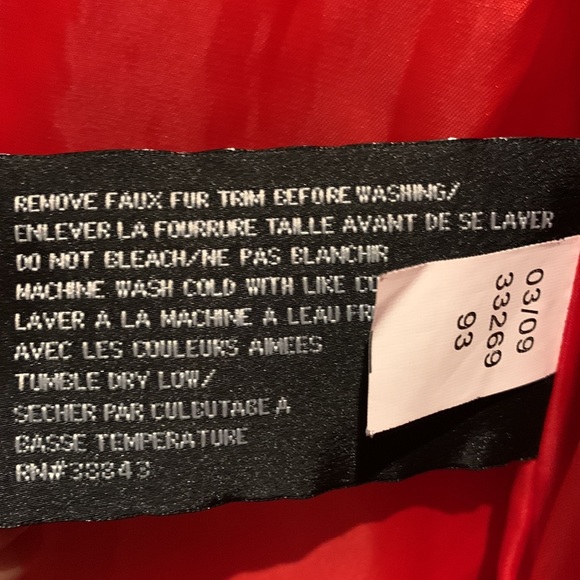 REMOVE FAUX FUR TRIM BEFORE WASHING/
ENLEVER LA FOURRURE TAILLE AVANT DE SE LAVER
DO NOT BLEACH/NE PAS BLANCHIR
MACHINE WASH COLD WITH LIKE
LAVER A LA MACHINE A LEAU
AVEC LES COULEURS AIMEES
TUMBLE DRY LOW/
SECHER PAR CULBUTAGE A
BASSE TEMPERATURE
RN#38843
03/09
33269
93